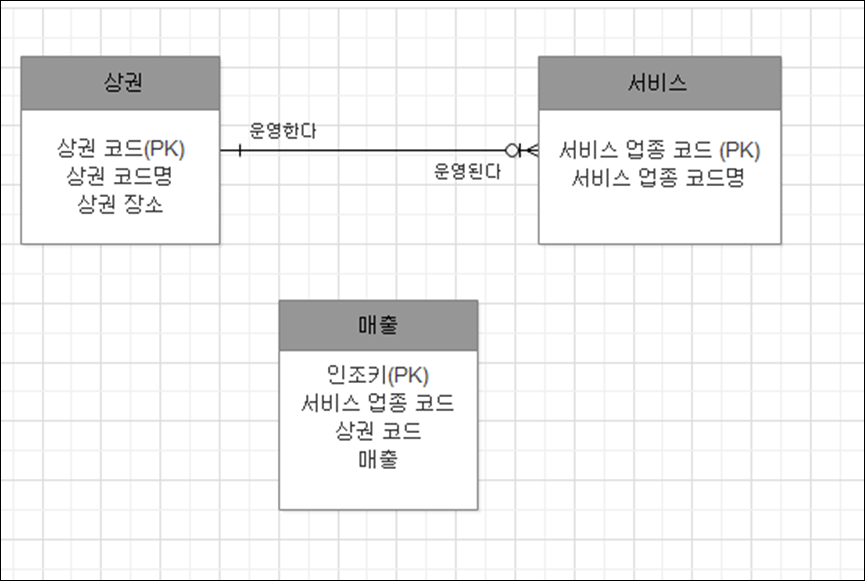 상권
서비스
운영한다
상권 코드(PK)
상권 코드명
상권 장소
운영된다
서비스 업종 코드 (PK)
서비스 업종 코드명
매출
인조키(PK)
서비스 업종 코드
상권 코드
매출